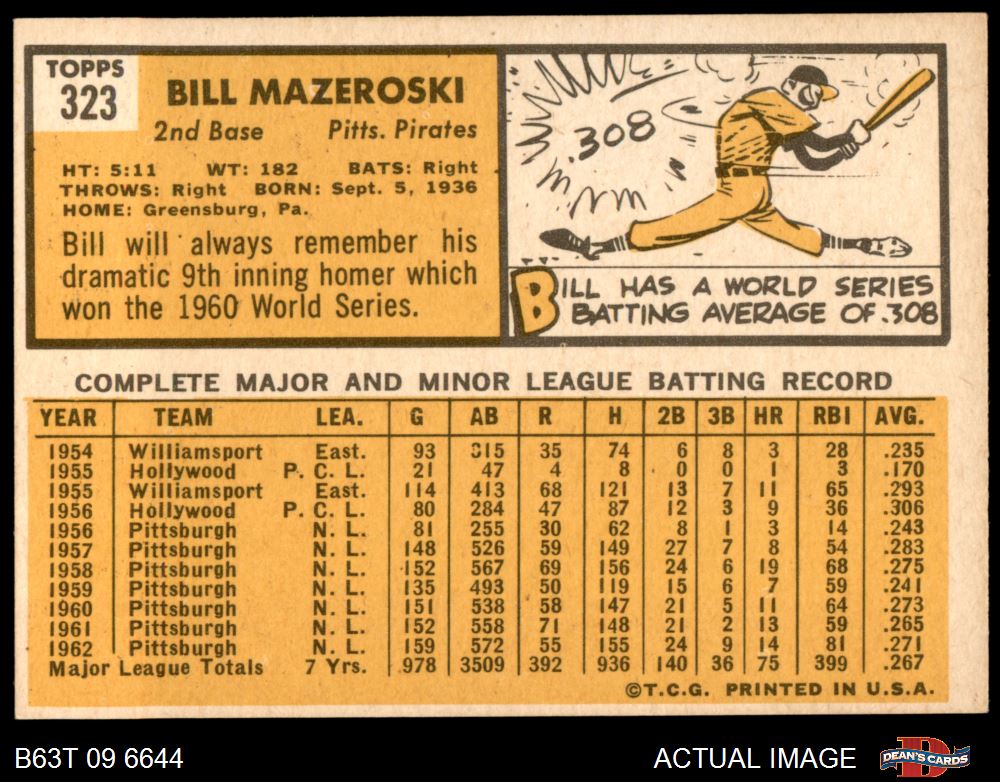 TOPPS
323
BILL MAZEROSKI
2nd Base Pitts. Pirates
HT: 5:11 WT: 182 BATS: Right
THROWS: Right BORN: Sept. 5, 1936
HOME: Greensburg, Pa.
Bill will always remember his
dramatic 9th inning homer which
won the 1960 World Series.
.308
BILL HAS A WORLD SERIES
BATTING AVERAGE OF .308
COMPLETE MAJOR AND MINOR LEAGUE BATTING RECORD
YEAR TEAM LEA. G AB R H 2B 3B HR RBI AVG.
1954 Williamsport East. 93 315 35 74 6 8 3 28 .235
1955 Hollywood P. C. L. 21 47 4 8 0 0 1 3 .170
1955 Williamsport East. 114 413 68 121 13 7 11 65 .293
1956 Hollywood P. C. L. 80 284 47 87 12 3 9 36 .306
1956 Pittsburgh N. L. 81 255 30 62 8 1 3 14 .243
1957 Pittsburgh N. L. 148 526 59 149 27 7 8 54 .283
1958 Pittsburgh N. L. 152 567 69 156 24 6 19 68 .275
1959 Pittsburgh N. L. 135 493 50 119 15 6 7 59 .241
1960 Pittsburgh N. L. 151 538 58 147 21 5 11 64 .273
1961 Pittsburgh N. L. 152 558 71 148 21 2 13 59 .265
1962 Pittsburgh N. L. 159 572 55 155 24 9 14 81 .271
Major League Totals 7 Yrs. 978 3509 392 936 140 36 75 399 .267
©T.C.G. PRINTED IN U.S.A.
B63T 09 6644 ACTUAL IMAGE DEAN'S CARDS